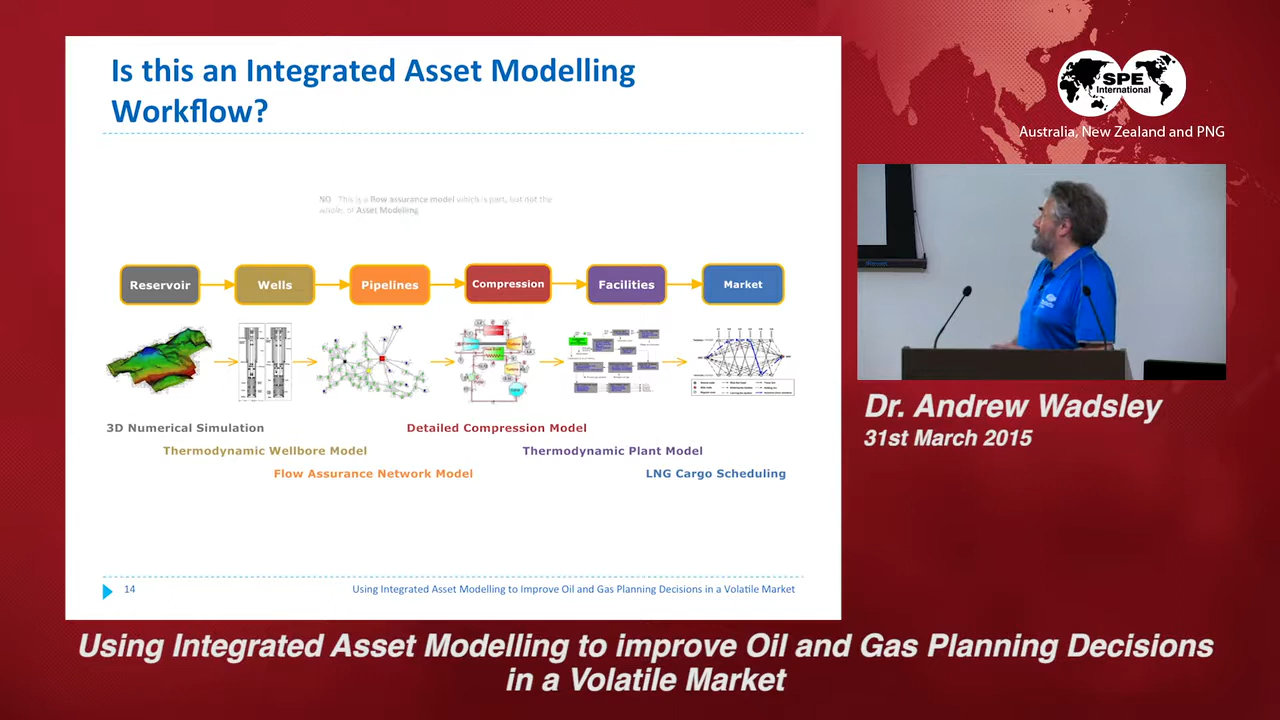 Is this an Integrated Asset Modelling
Workflow?
NO This is a flow assurance model which is part, but not the
whole, of Asset Modelling
Reservoir
Wells
Pipelines
Compression
Facilities
Market
3D Numerical Simulation
Detailed Compression Model
Thermodynamic Wellbore Model
Thermodynamic Plant Model
Flow Assurance Network Model
LNG Cargo Scheduling
14
Using Integrated Asset Modelling to Improve Oil and Gas Planning Decisions in a Volatile Market
SPE
International
Australia, New Zealand and PNG
Dr. Andrew Wadsley
31st March 2015
Using Integrated Asset Modelling to improve Oil and Gas Planning Decisions
in a Volatile Market